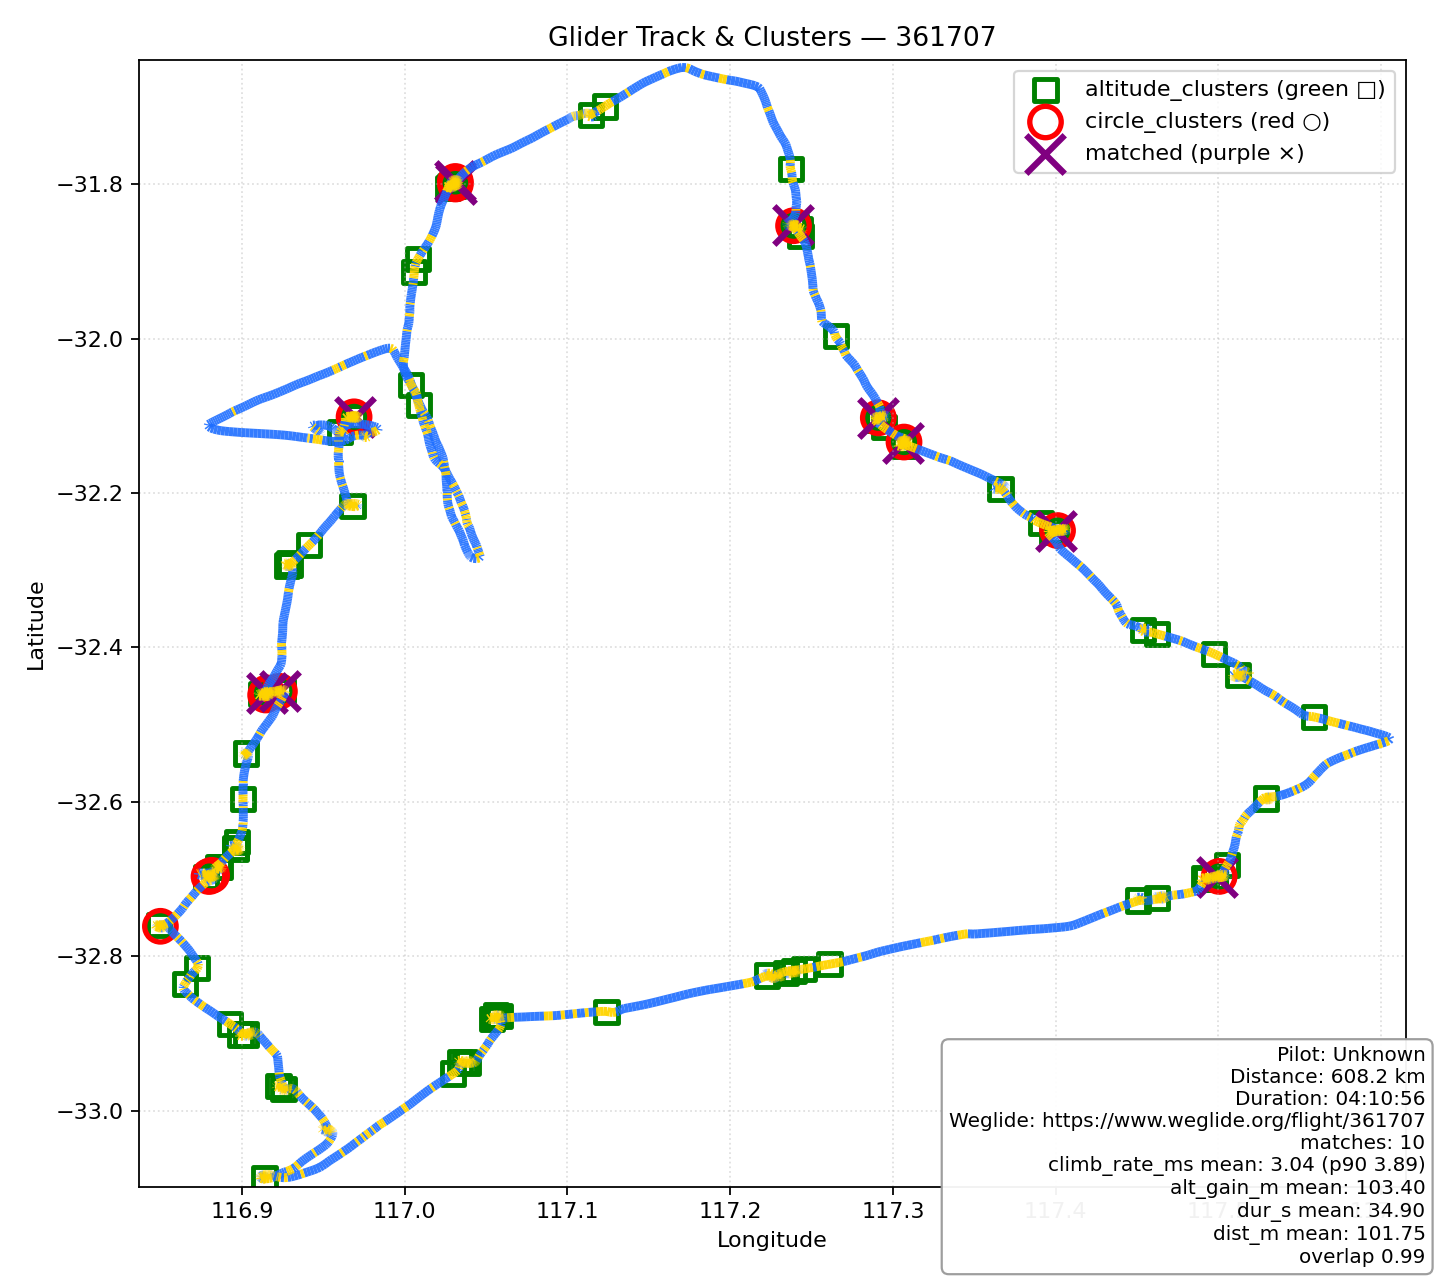 Glider Track & Clusters — 361707
altitude_clusters (green □)
circle_clusters (red ○)
matched (purple ×)
Latitude
−31.8
−32.0
−32.2
−32.4
−32.6
−32.8
−33.0
116.9
117.0
117.1
117.2
117.3
117.4
Longitude
Pilot: Unknown
Distance: 608.2 km
Duration: 04:10:56
Weglide: https://www.weglide.org/flight/361707
matches: 10
climb_rate_ms mean: 3.04 (p90 3.89)
alt_gain_m mean: 103.40
dur_s mean: 34.90
dist_m mean: 101.75
overlap 0.99